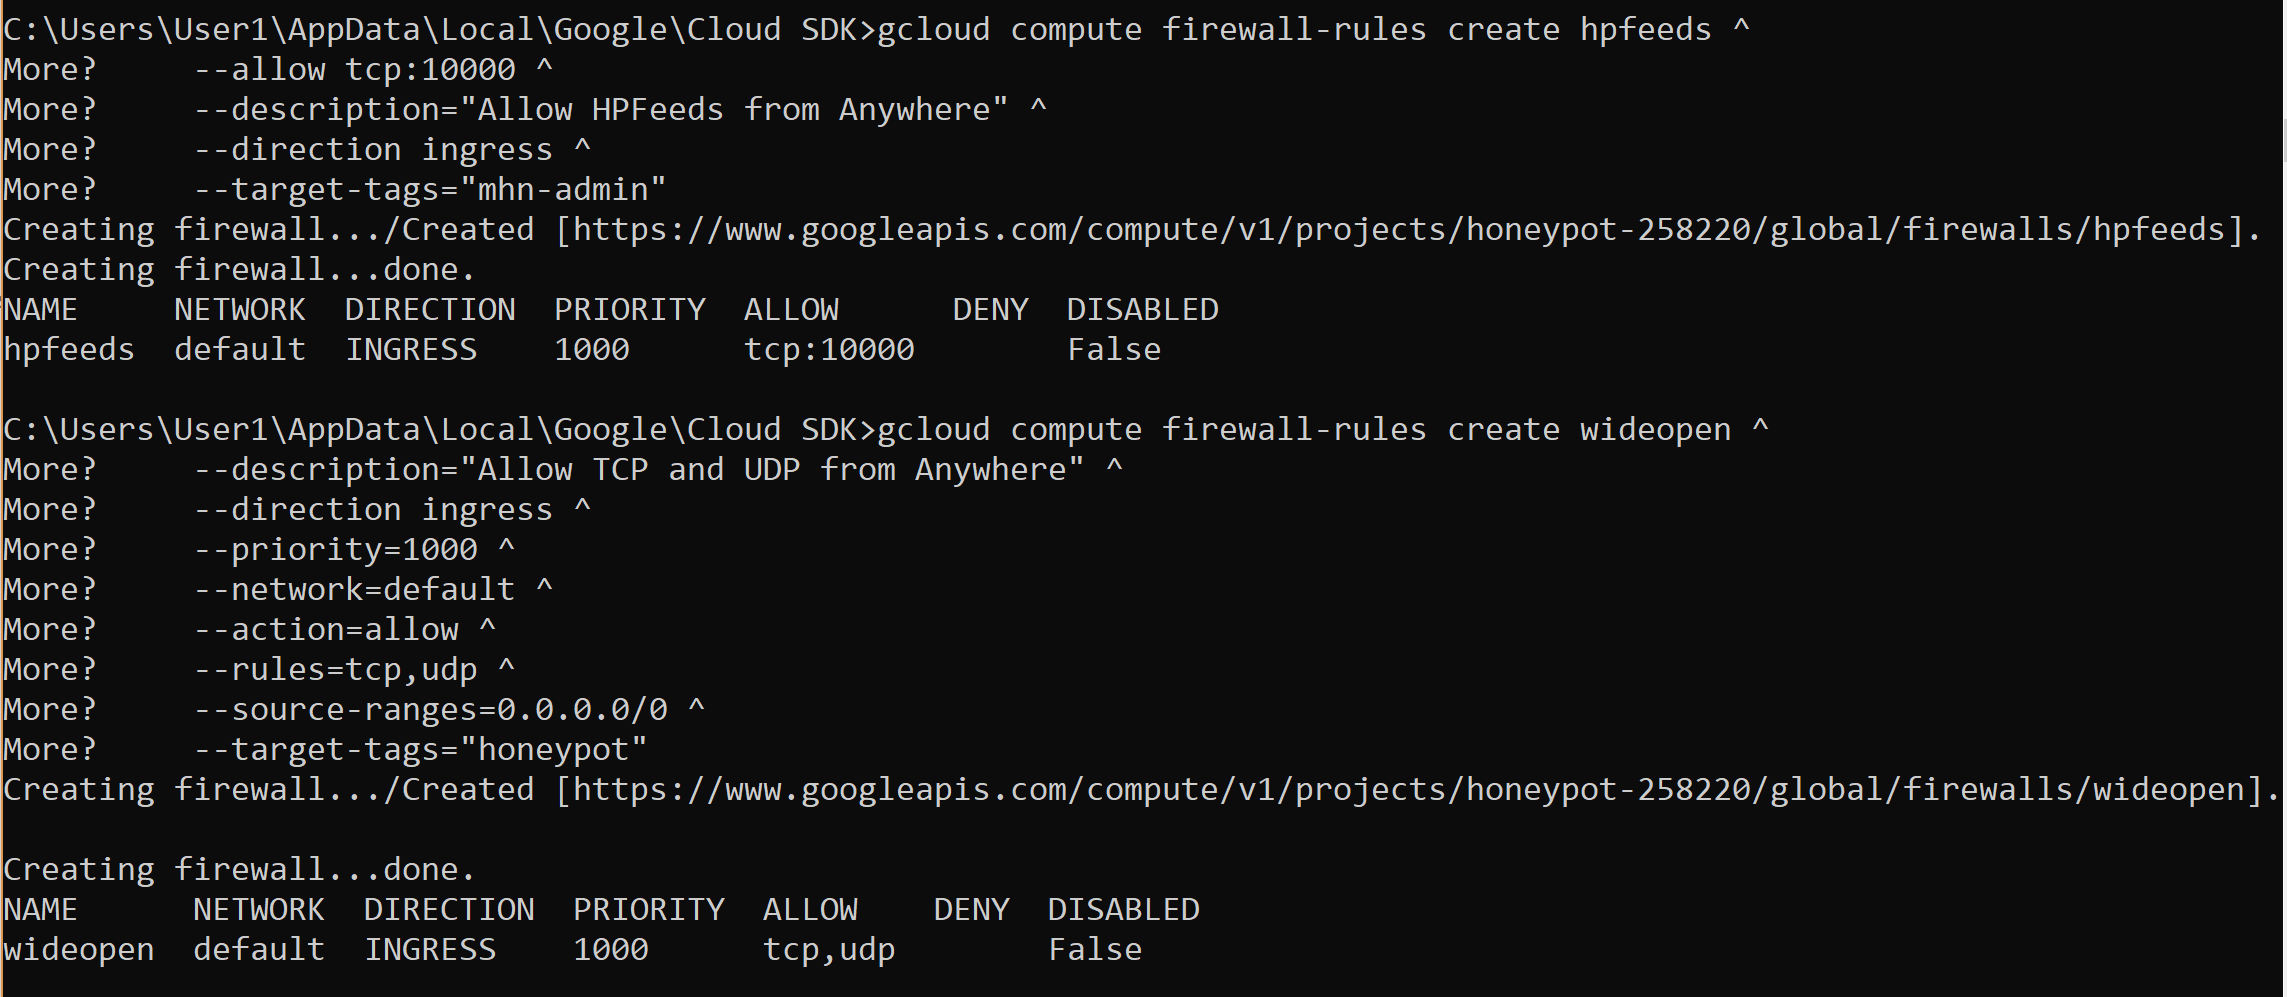 C:\Users\User1\AppData\Local\Google\Cloud SDK>gcloud compute firewall-rules create hpfeeds ^
More?     --allow tcp:10000 ^
More?     --description="Allow HPFeeds from Anywhere" ^
More?     --direction ingress ^
More?     --target-tags="mhn-admin"
Creating firewall.../Created [https://www.googleapis.com/compute/v1/projects/honeypot-258220/global/firewalls/hpfeeds].
Creating firewall...done.
NAME     NETWORK  DIRECTION  PRIORITY  ALLOW      DENY  DISABLED
hpfeeds  default  INGRESS    1000      tcp:10000        False

C:\Users\User1\AppData\Local\Google\Cloud SDK>gcloud compute firewall-rules create wideopen ^
More?     --description="Allow TCP and UDP from Anywhere" ^
More?     --direction ingress ^
More?     --priority=1000 ^
More?     --network=default ^
More?     --action=allow ^
More?     --rules=tcp,udp ^
More?     --source-ranges=0.0.0.0/0 ^
More?     --target-tags="honeypot"
Creating firewall.../Created [https://www.googleapis.com/compute/v1/projects/honeypot-258220/global/firewalls/wideopen].

Creating firewall...done.
NAME      NETWORK  DIRECTION  PRIORITY  ALLOW    DENY  DISABLED
wideopen  default  INGRESS    1000      tcp,udp        False